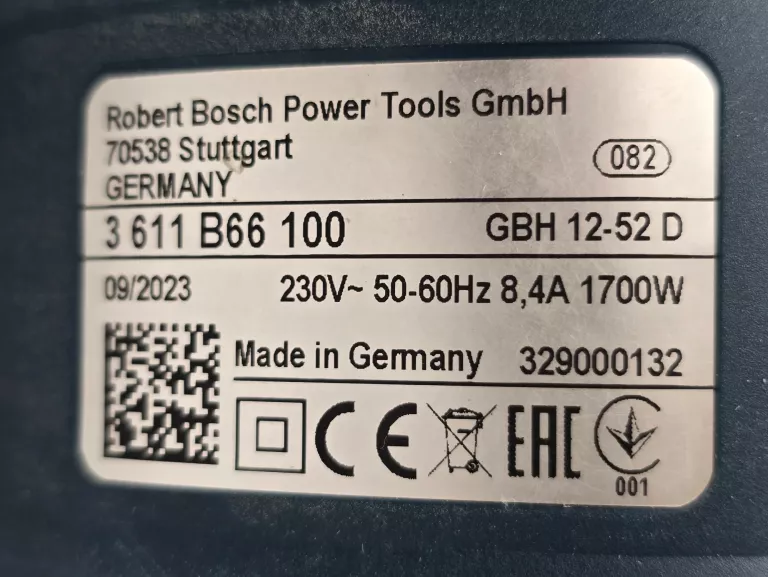 Robert Bosch Power Tools GmbH
70538 Stuttgart
082
GERMANY
3 611 B66 100 GBH 12-52 D
09/2023 230V~ 50-60Hz 8,4A 1700W
Made in Germany 329000132
CE EAC
001